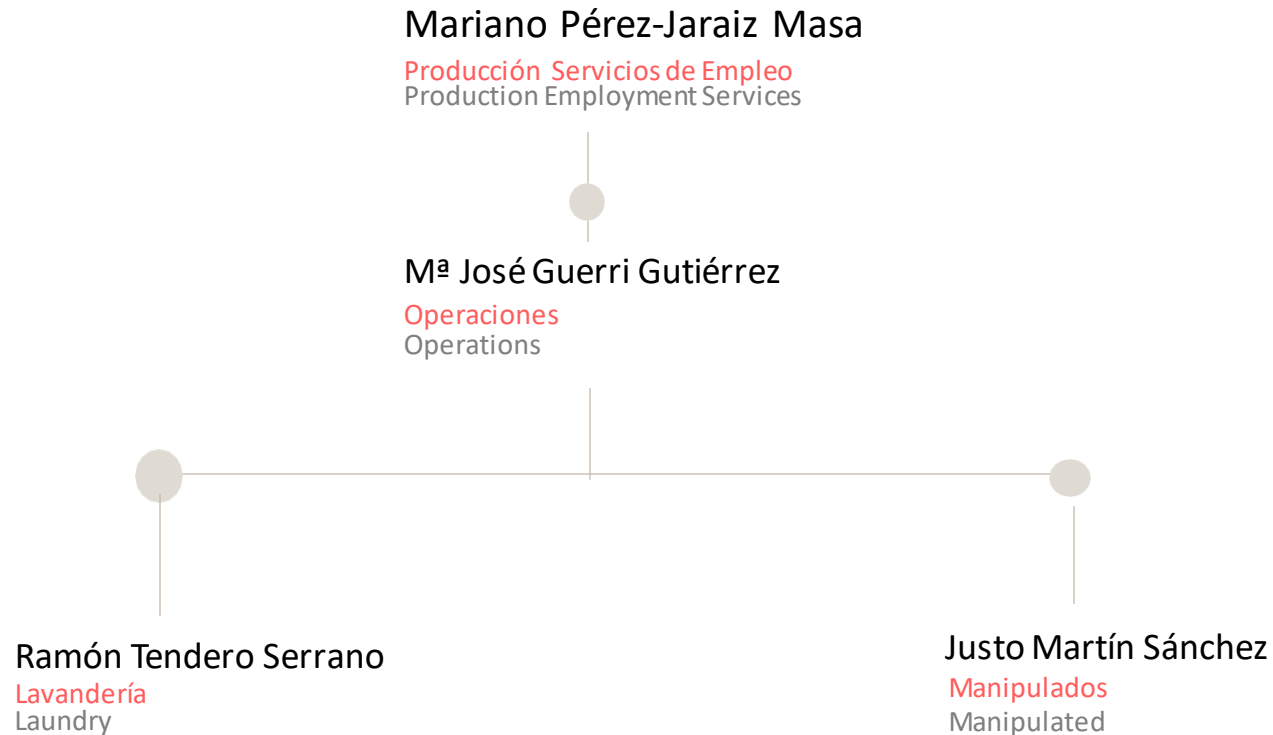 Mariano Pérez-Jaraiz Masa
Producción Servicios de Empleo
Production Employment Services
Mª José Guerri Gutiérrez
Operaciones
Operations
Ramón Tendero Serrano
Lavandería
Laundry
Justo Martín Sánchez
Manipulados
Manipulated